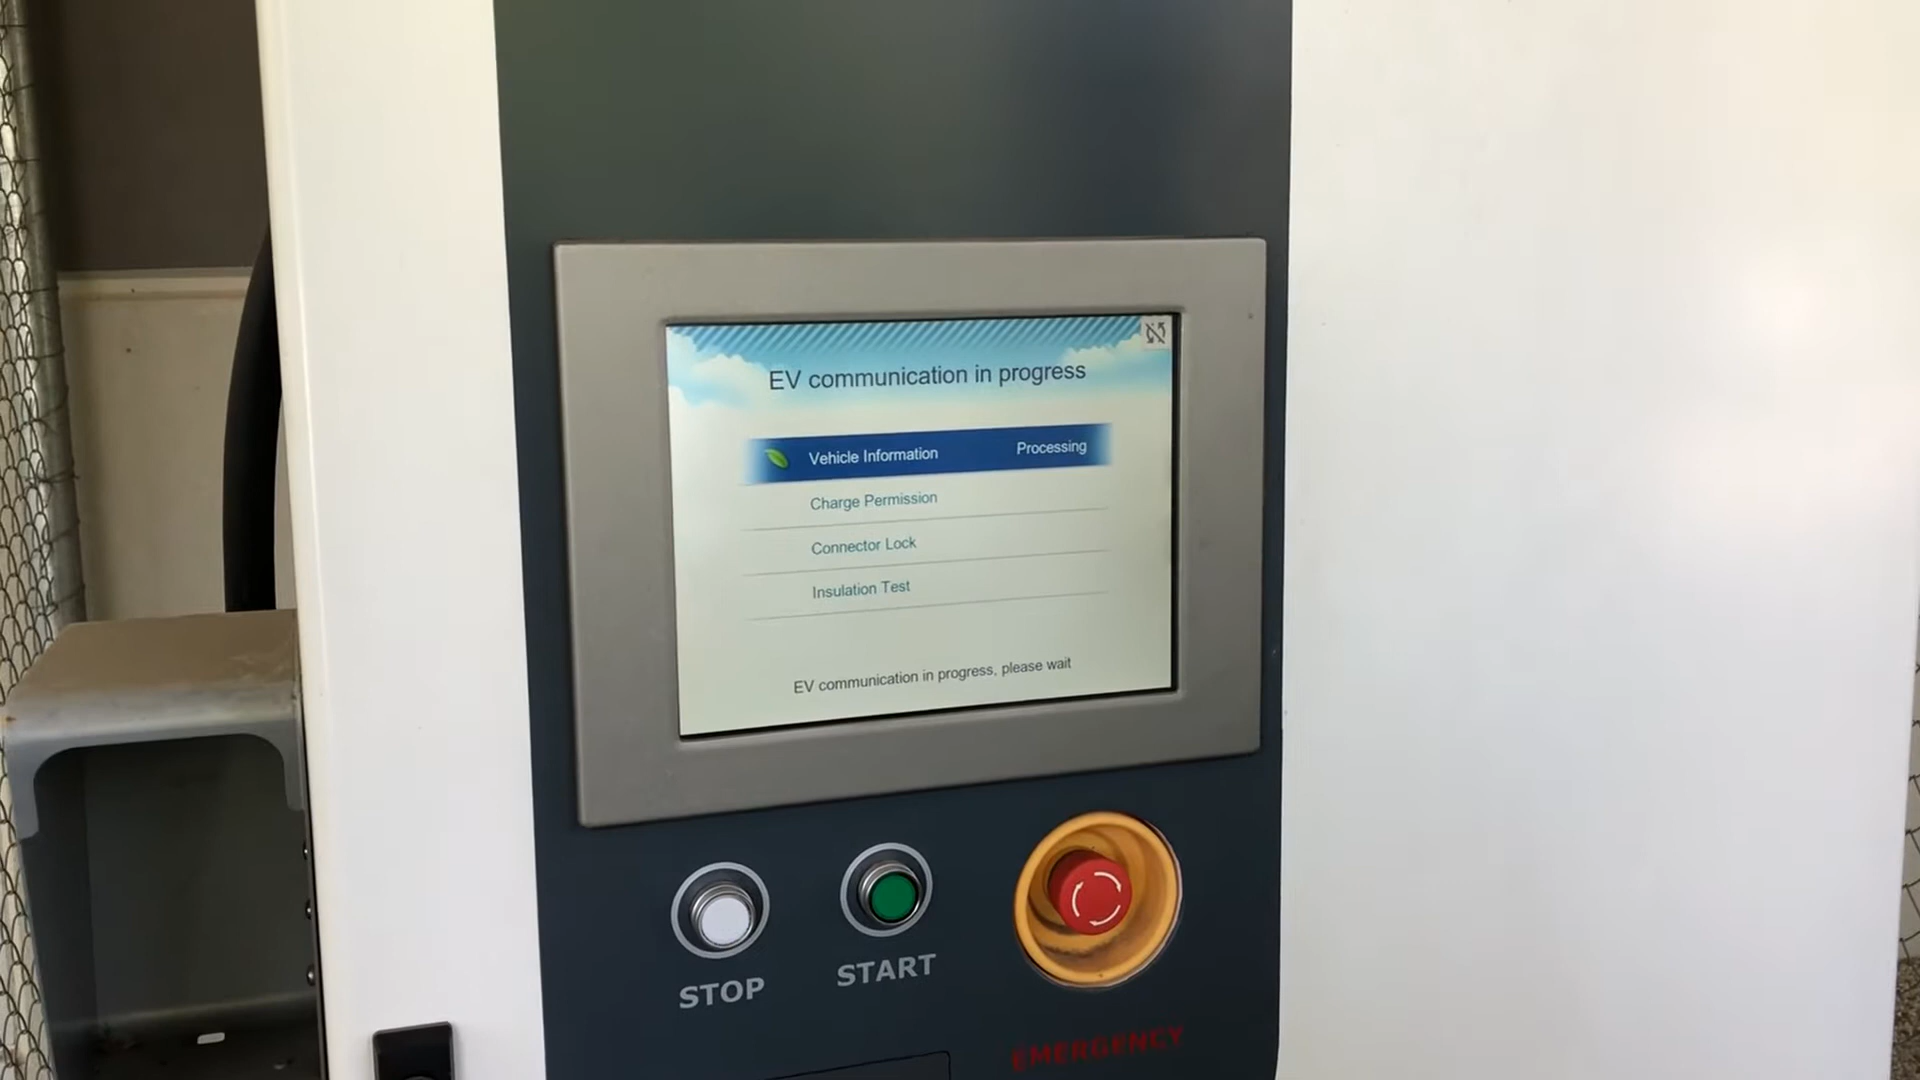 EV communication in progress
Vehicle Information Processing
Charge Permission
Connector Lock
Insulation Test
EV communication in progress, please wait
STOP
START
EMERGENCY